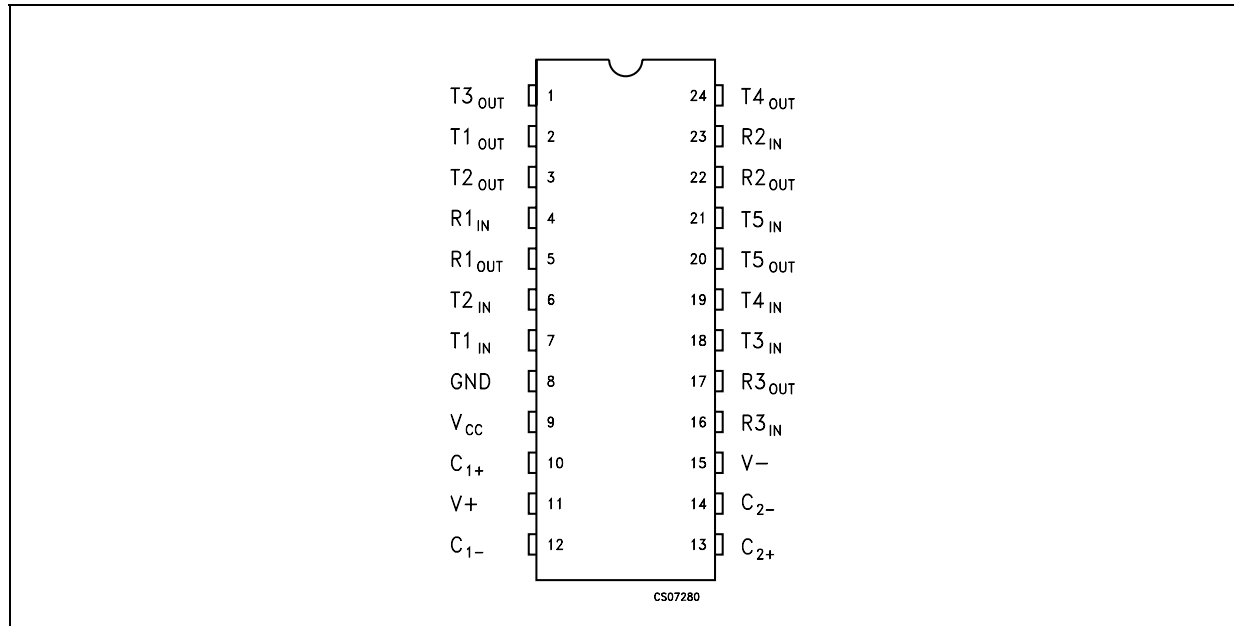 T3 OUT 1 24 T4 OUT
T1 OUT 2 23 R2 IN
T2 OUT 3 22 R2 OUT
R1 IN 4 21 T5 IN
R1 OUT 5 20 T5 OUT
T2 IN 6 19 T4 IN
T1 IN 7 18 T3 IN
GND 8 17 R3 OUT
V CC 9 16 R3 IN
C 1+ 10 15 V-
V+ 11 14 C 2-
C 1- 12 13 C 2+
CS07280